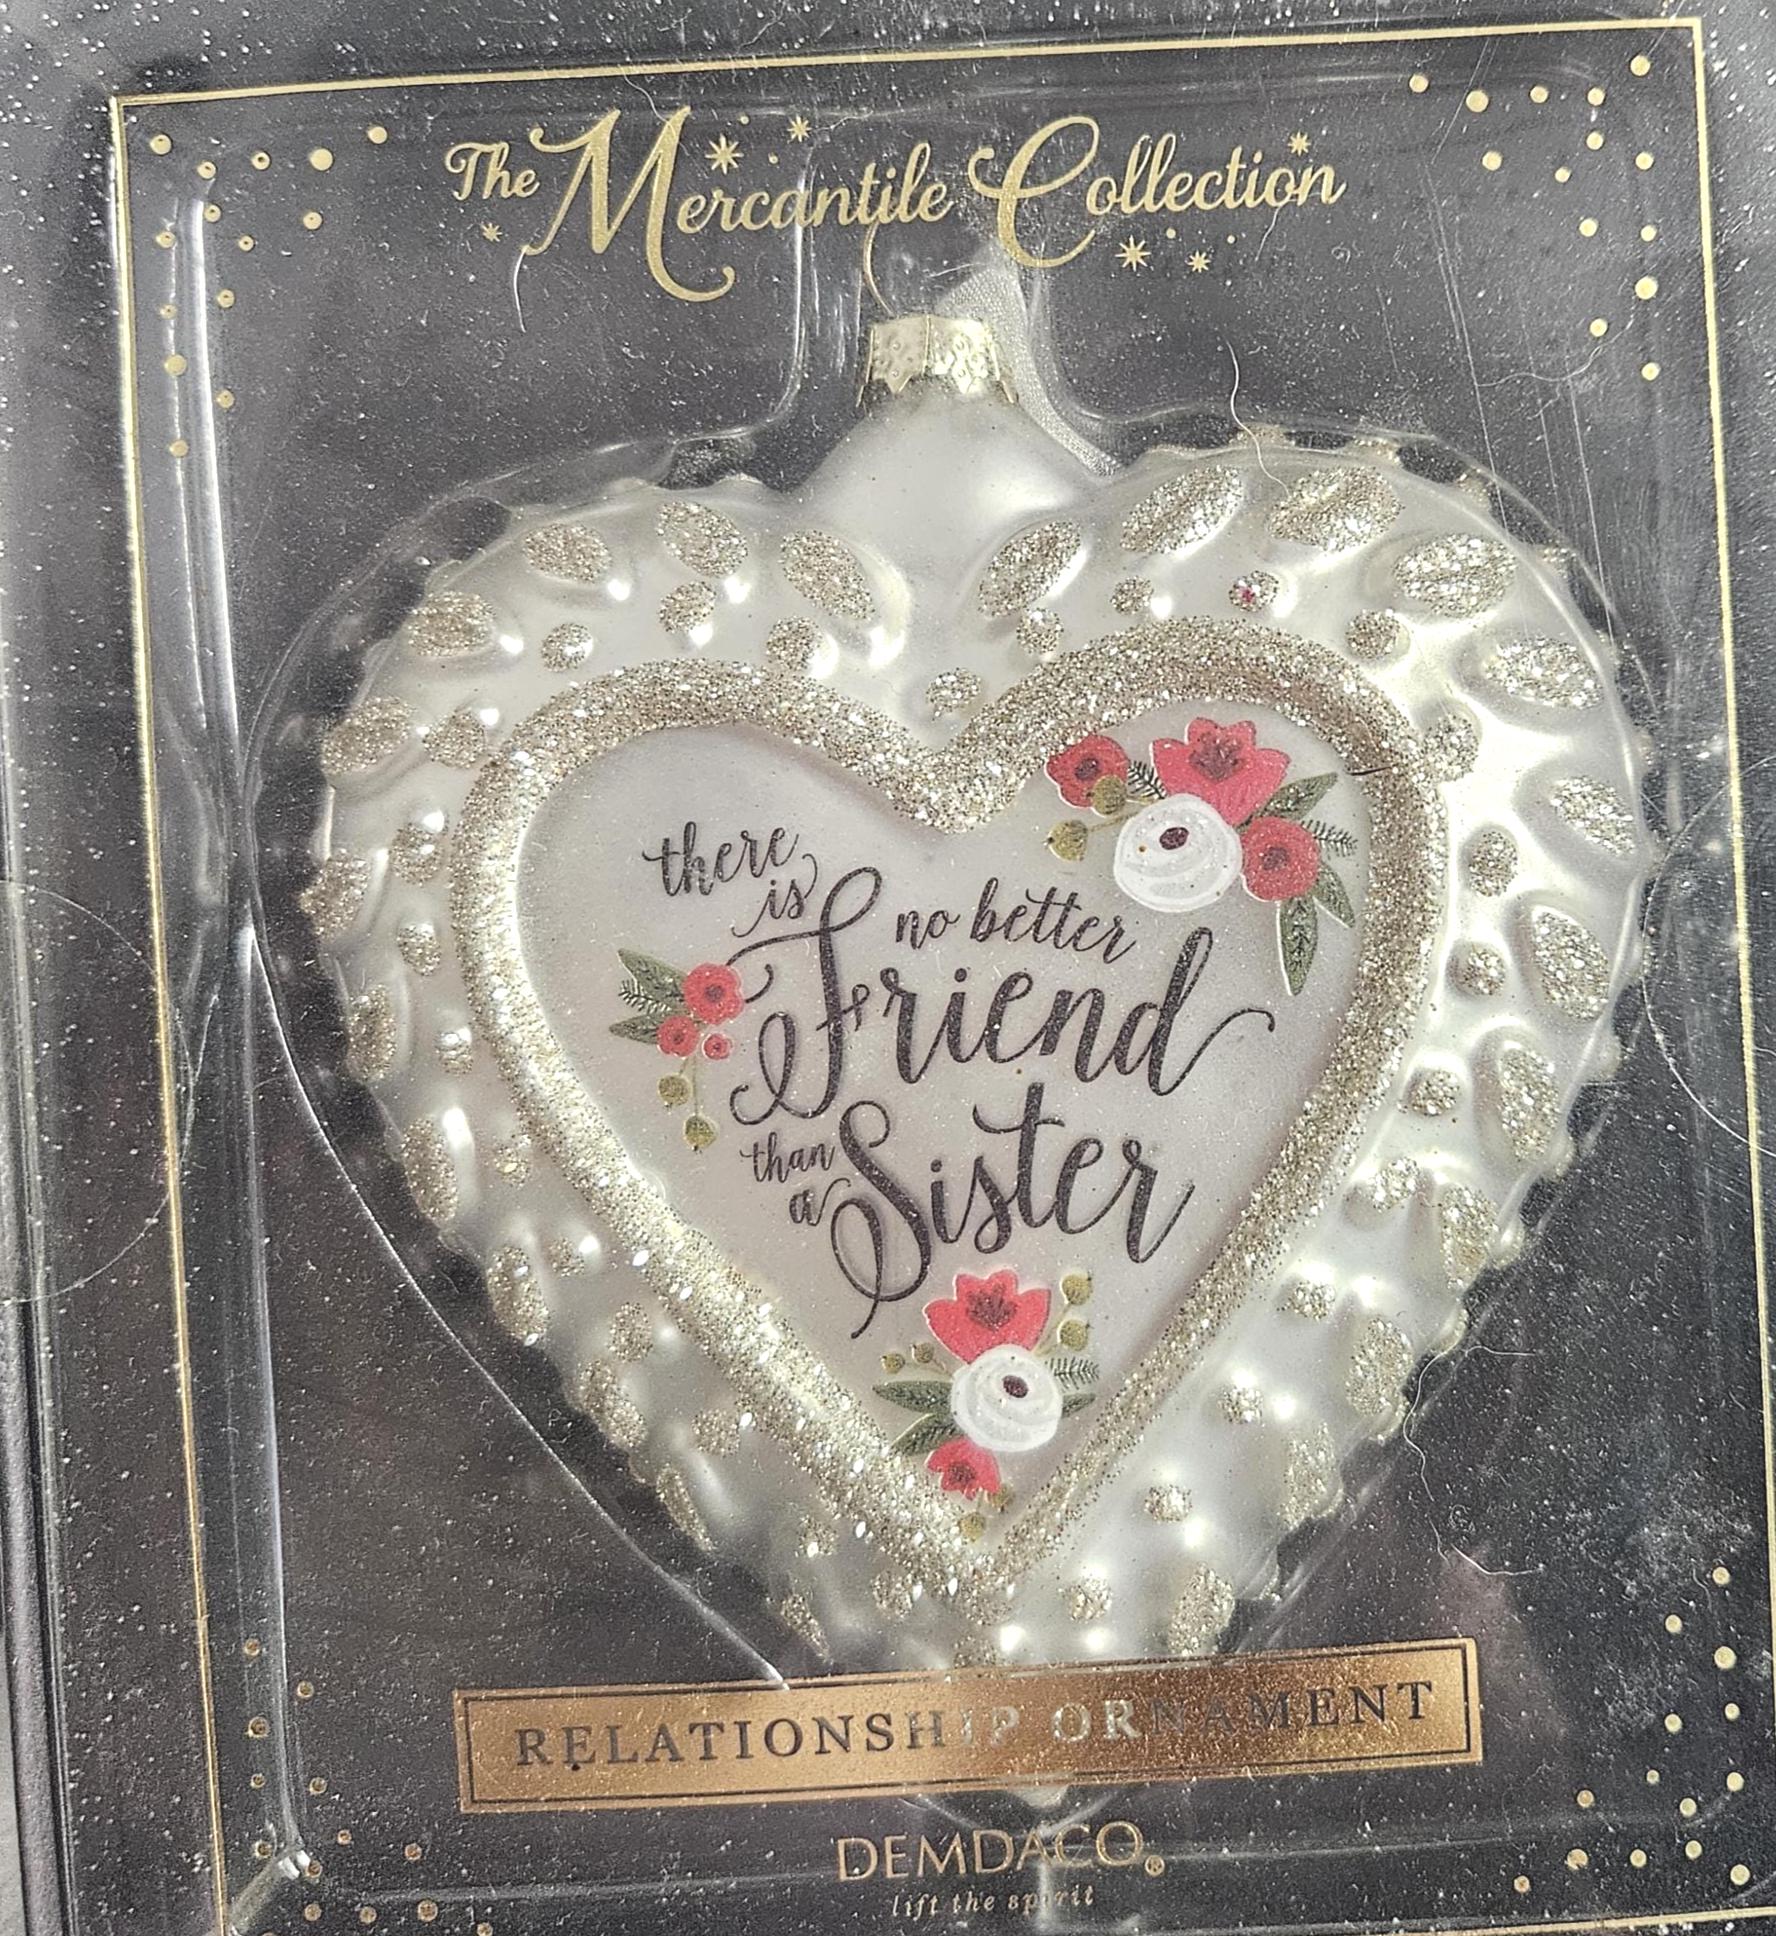 The Mercantile Collection
there
is
no better
Friend
than
a
Sister
RELATIONSHIP ORNAMENT
DEMDACO®
lift the spirit